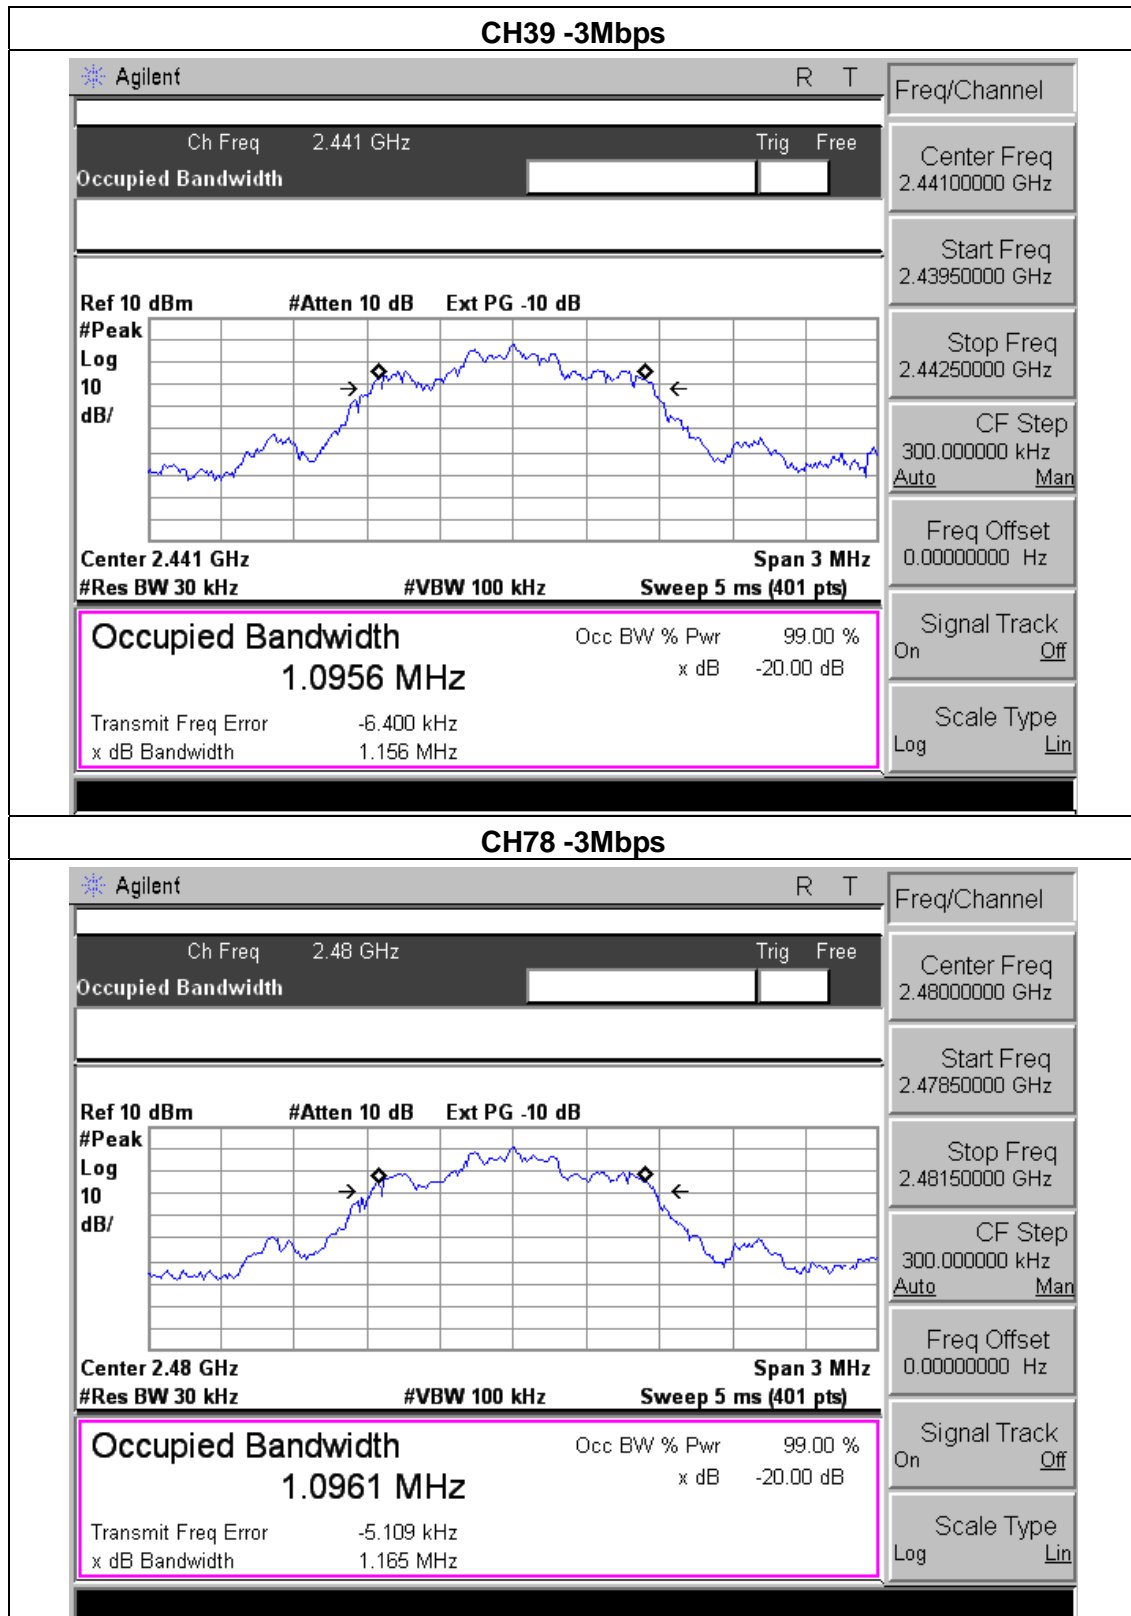 CH39 -3Mbps
Agilent R T
Freq/Channel
Ch Freq 2.441 GHz Trig Free
Occupied Bandwidth
Center Freq
2.44100000 GHz
Start Freq
2.43950000 GHz
Stop Freq
2.44250000 GHz
CF Step
300.000000 kHz
Auto Man
Freq Offset
0.00000000 Hz
Signal Track
On Off
Scale Type
Log Lin
Ref 10 dBm #Atten 10 dB Ext PG -10 dB
#Peak
Log
10
dB/
Center 2.441 GHz Span 3 MHz
#Res BW 30 kHz #VBW 100 kHz Sweep 5 ms (401 pts)
Occupied Bandwidth Occ BW % Pwr 99.00 %
1.0956 MHz x dB -20.00 dB
Transmit Freq Error -6.400 kHz
x dB Bandwidth 1.156 MHz
CH78 -3Mbps
Agilent R T
Freq/Channel
Ch Freq 2.48 GHz Trig Free
Occupied Bandwidth
Center Freq
2.48000000 GHz
Start Freq
2.47850000 GHz
Stop Freq
2.48150000 GHz
CF Step
300.000000 kHz
Auto Man
Freq Offset
0.00000000 Hz
Signal Track
On Off
Scale Type
Log Lin
Ref 10 dBm #Atten 10 dB Ext PG -10 dB
#Peak
Log
10
dB/
Center 2.48 GHz Span 3 MHz
#Res BW 30 kHz #VBW 100 kHz Sweep 5 ms (401 pts)
Occupied Bandwidth Occ BW % Pwr 99.00 %
1.0961 MHz x dB -20.00 dB
Transmit Freq Error -5.109 kHz
x dB Bandwidth 1.165 MHz